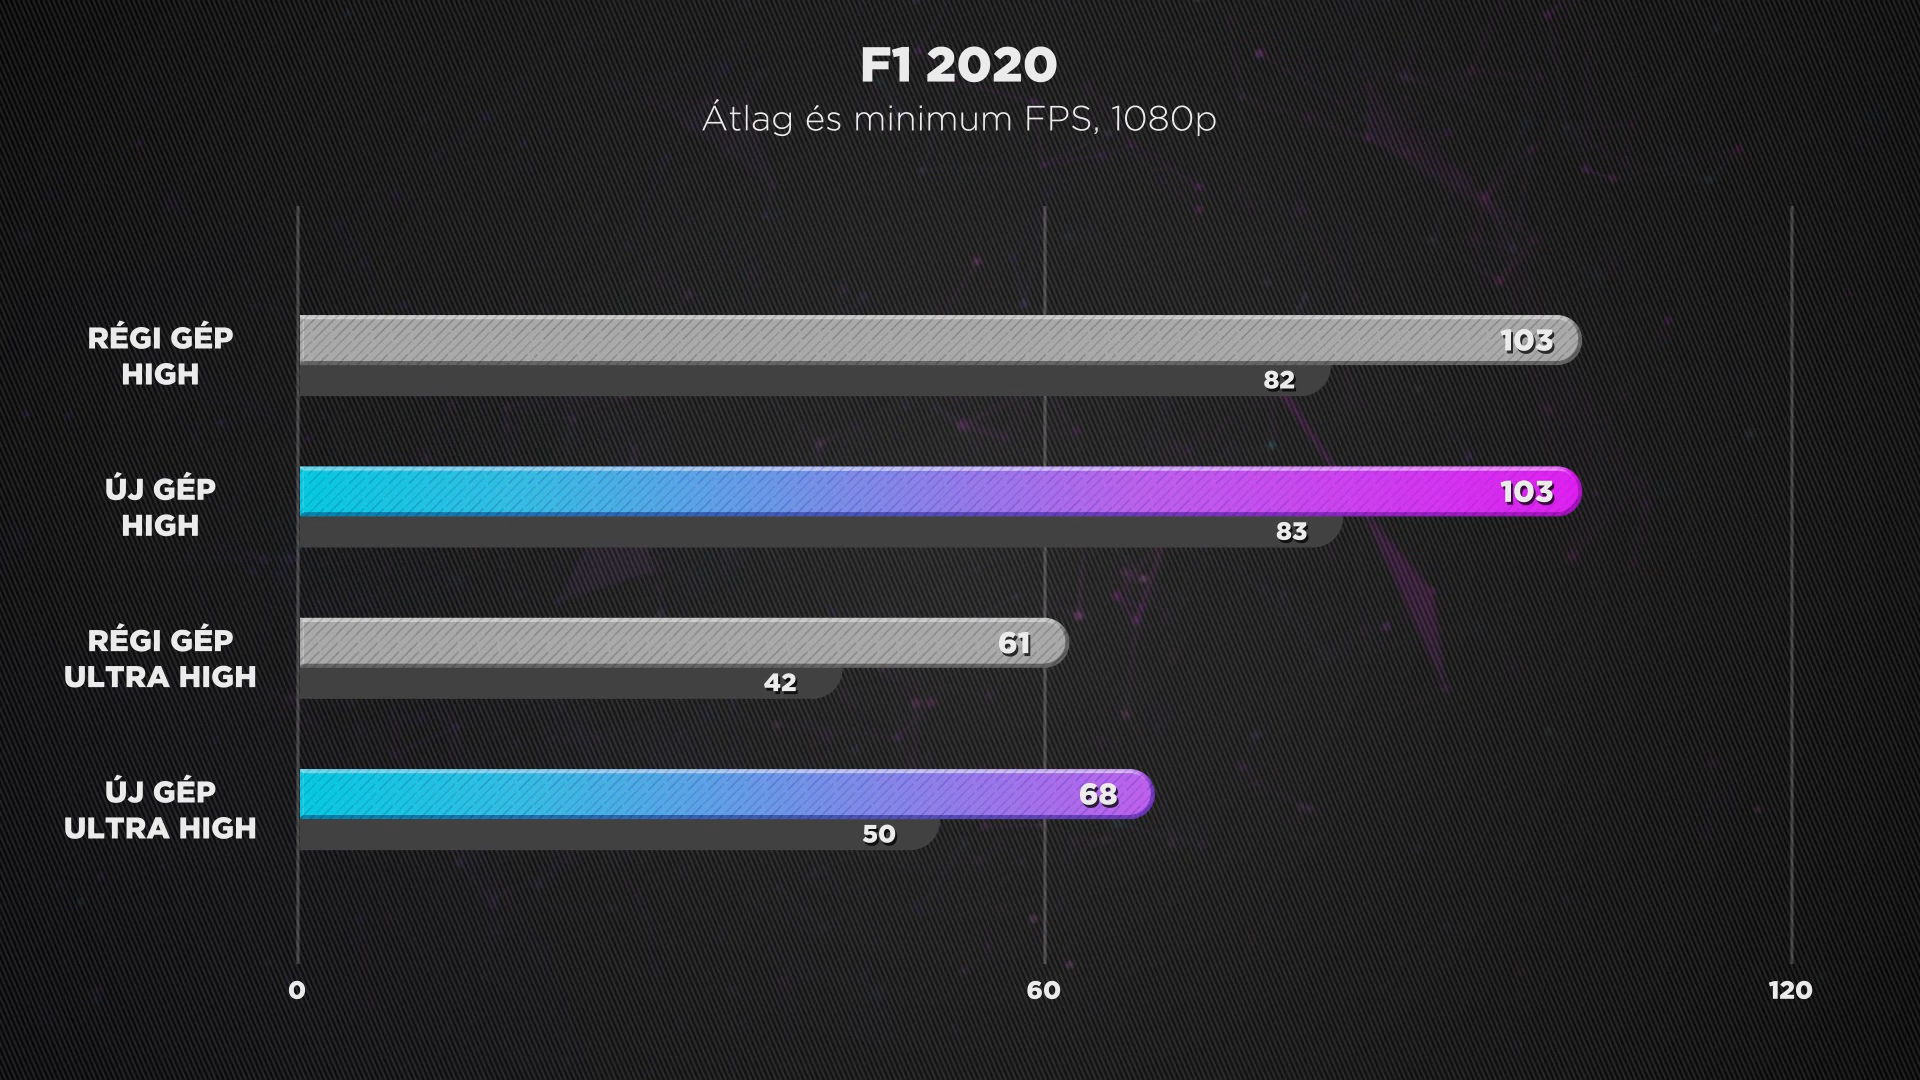 F1 2020
Átlag és minimum FPS, 1080p
RÉGI GÉP
HIGH
103
82
ÚJ GÉP
HIGH
103
83
RÉGI GÉP
ULTRA HIGH
61
42
ÚJ GÉP
ULTRA HIGH
68
50
0
60
120